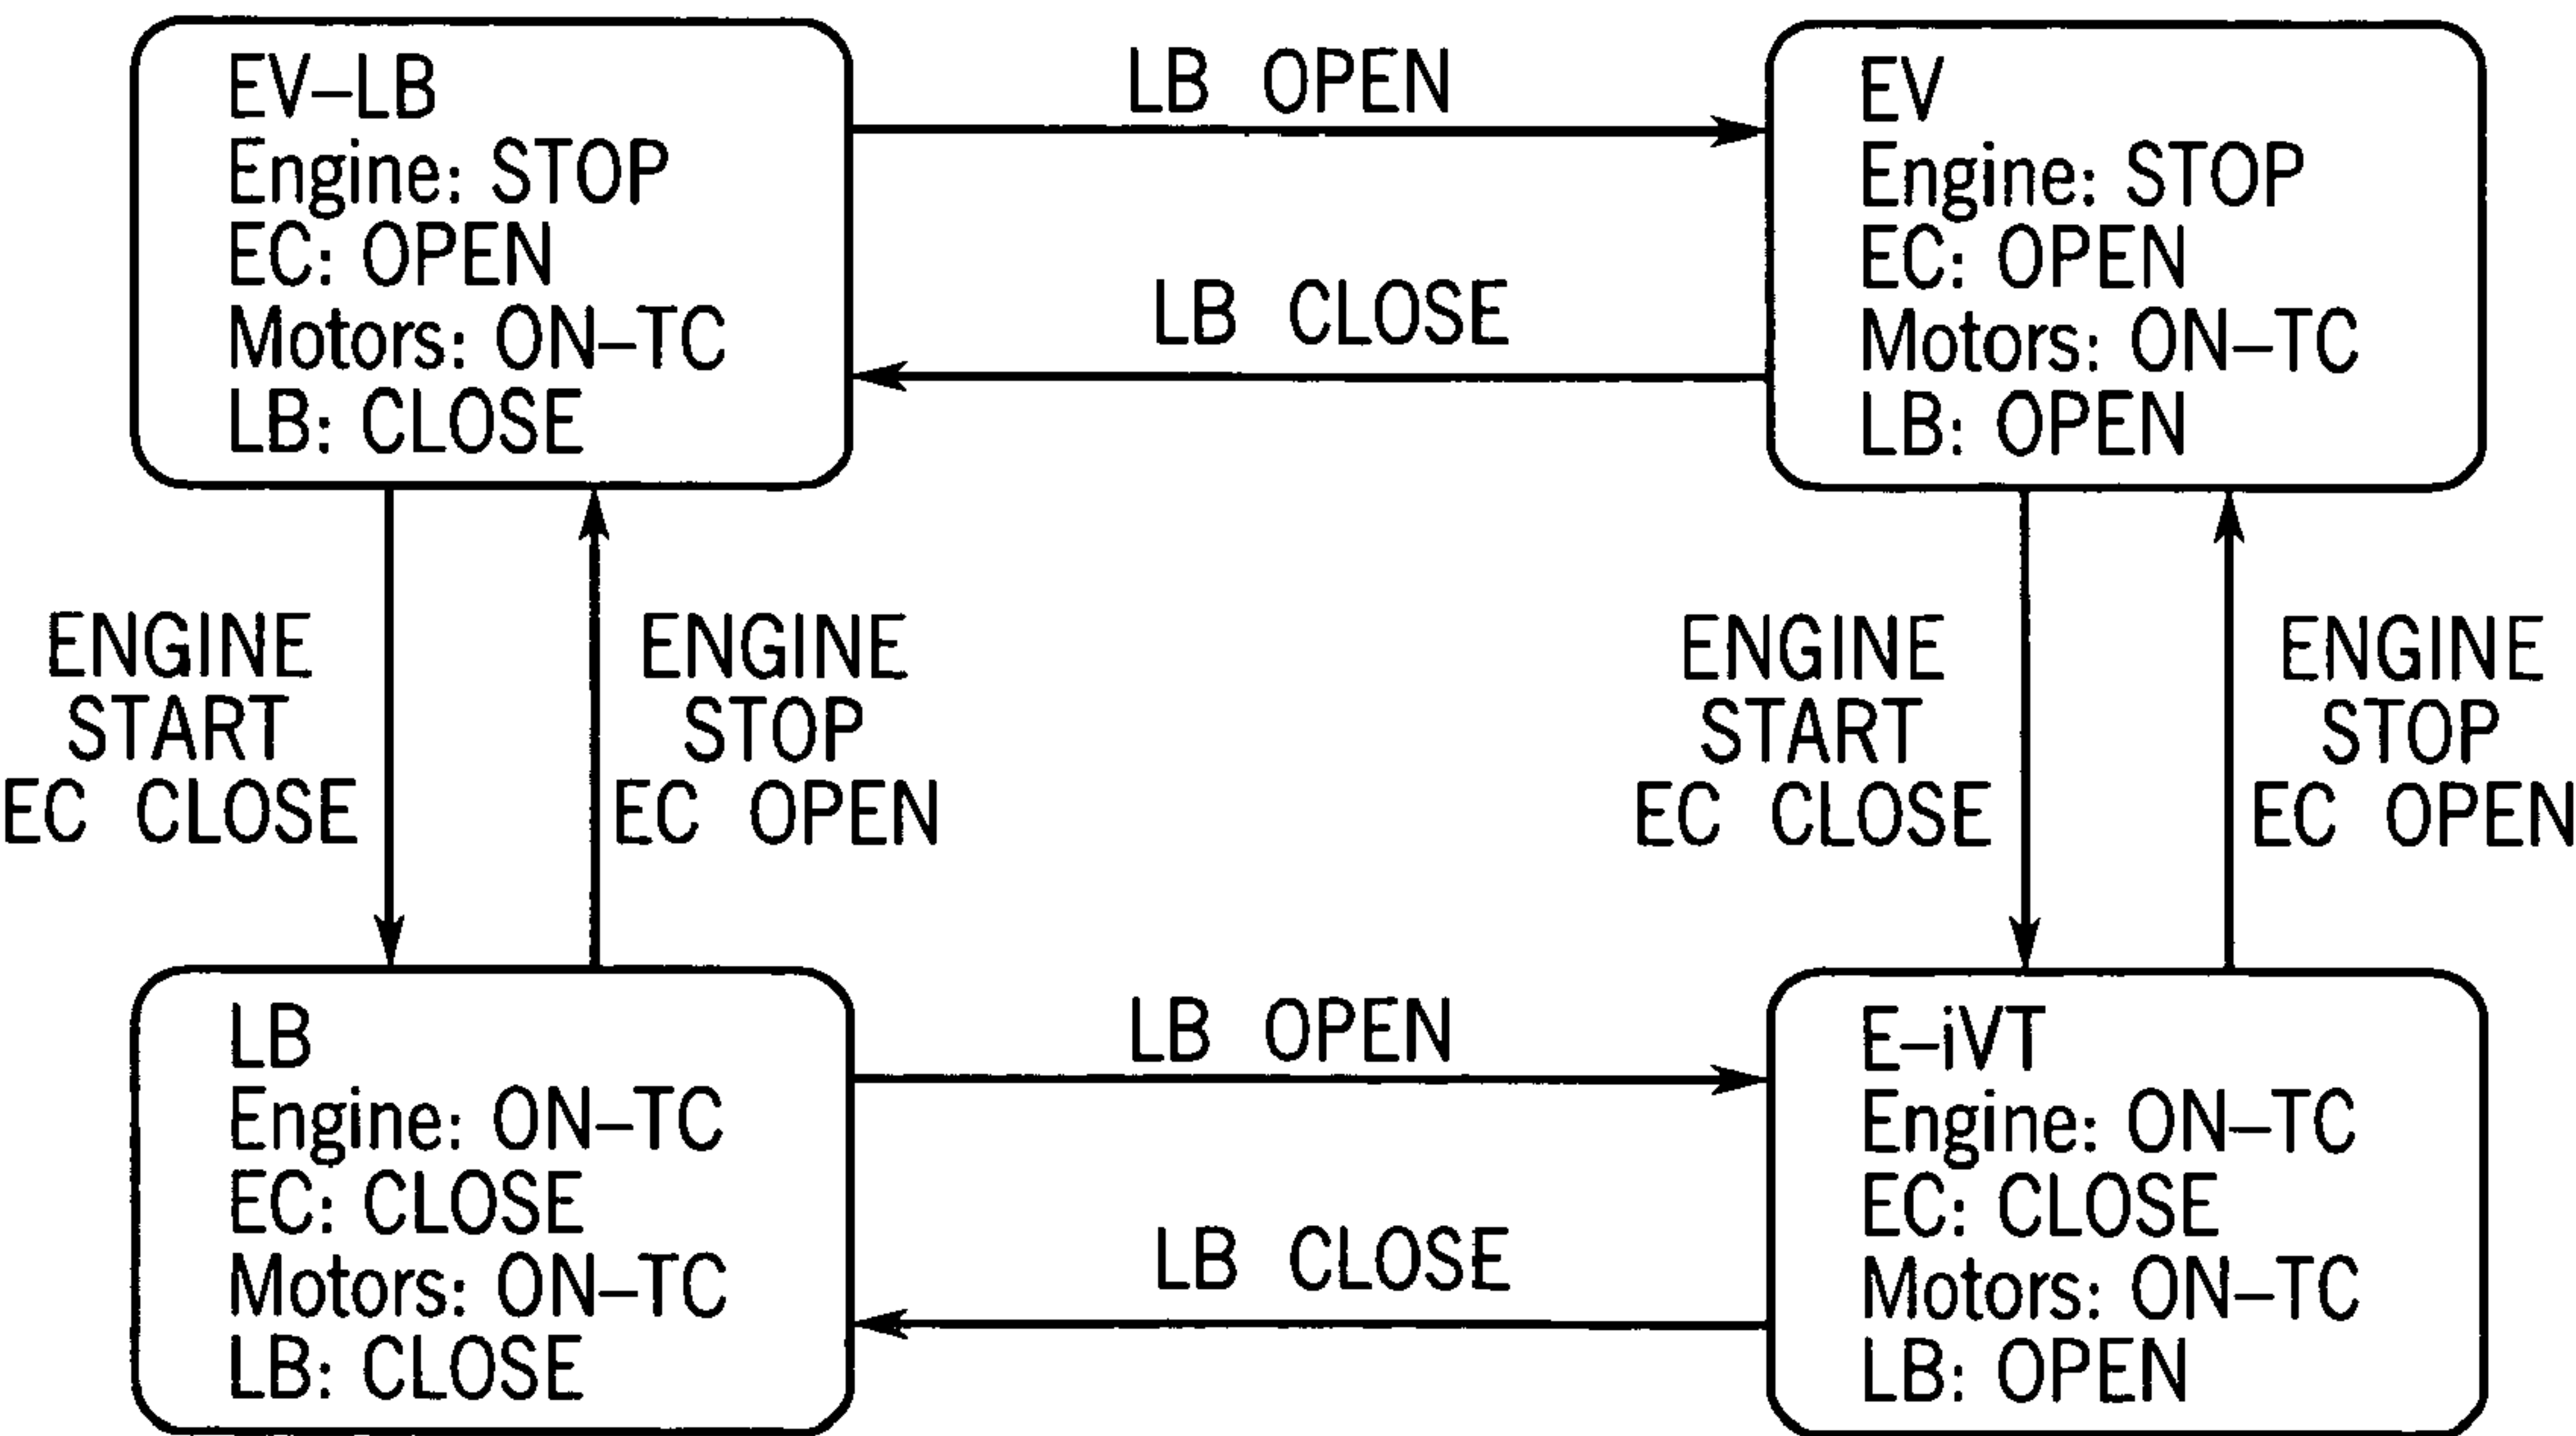 EV–LB
Engine: STOP
EC: OPEN
Motors: ON–TC
LB: CLOSE
LB OPEN
LB CLOSE
EV
Engine: STOP
EC: OPEN
Motors: ON–TC
LB: OPEN
ENGINE
START
EC CLOSE
ENGINE
STOP
EC OPEN
ENGINE
START
EC CLOSE
ENGINE
STOP
EC OPEN
LB
Engine: ON–TC
EC: CLOSE
Motors: ON–TC
LB: CLOSE
LB OPEN
LB CLOSE
E–iVT
Engine: ON–TC
EC: CLOSE
Motors: ON–TC
LB: OPEN